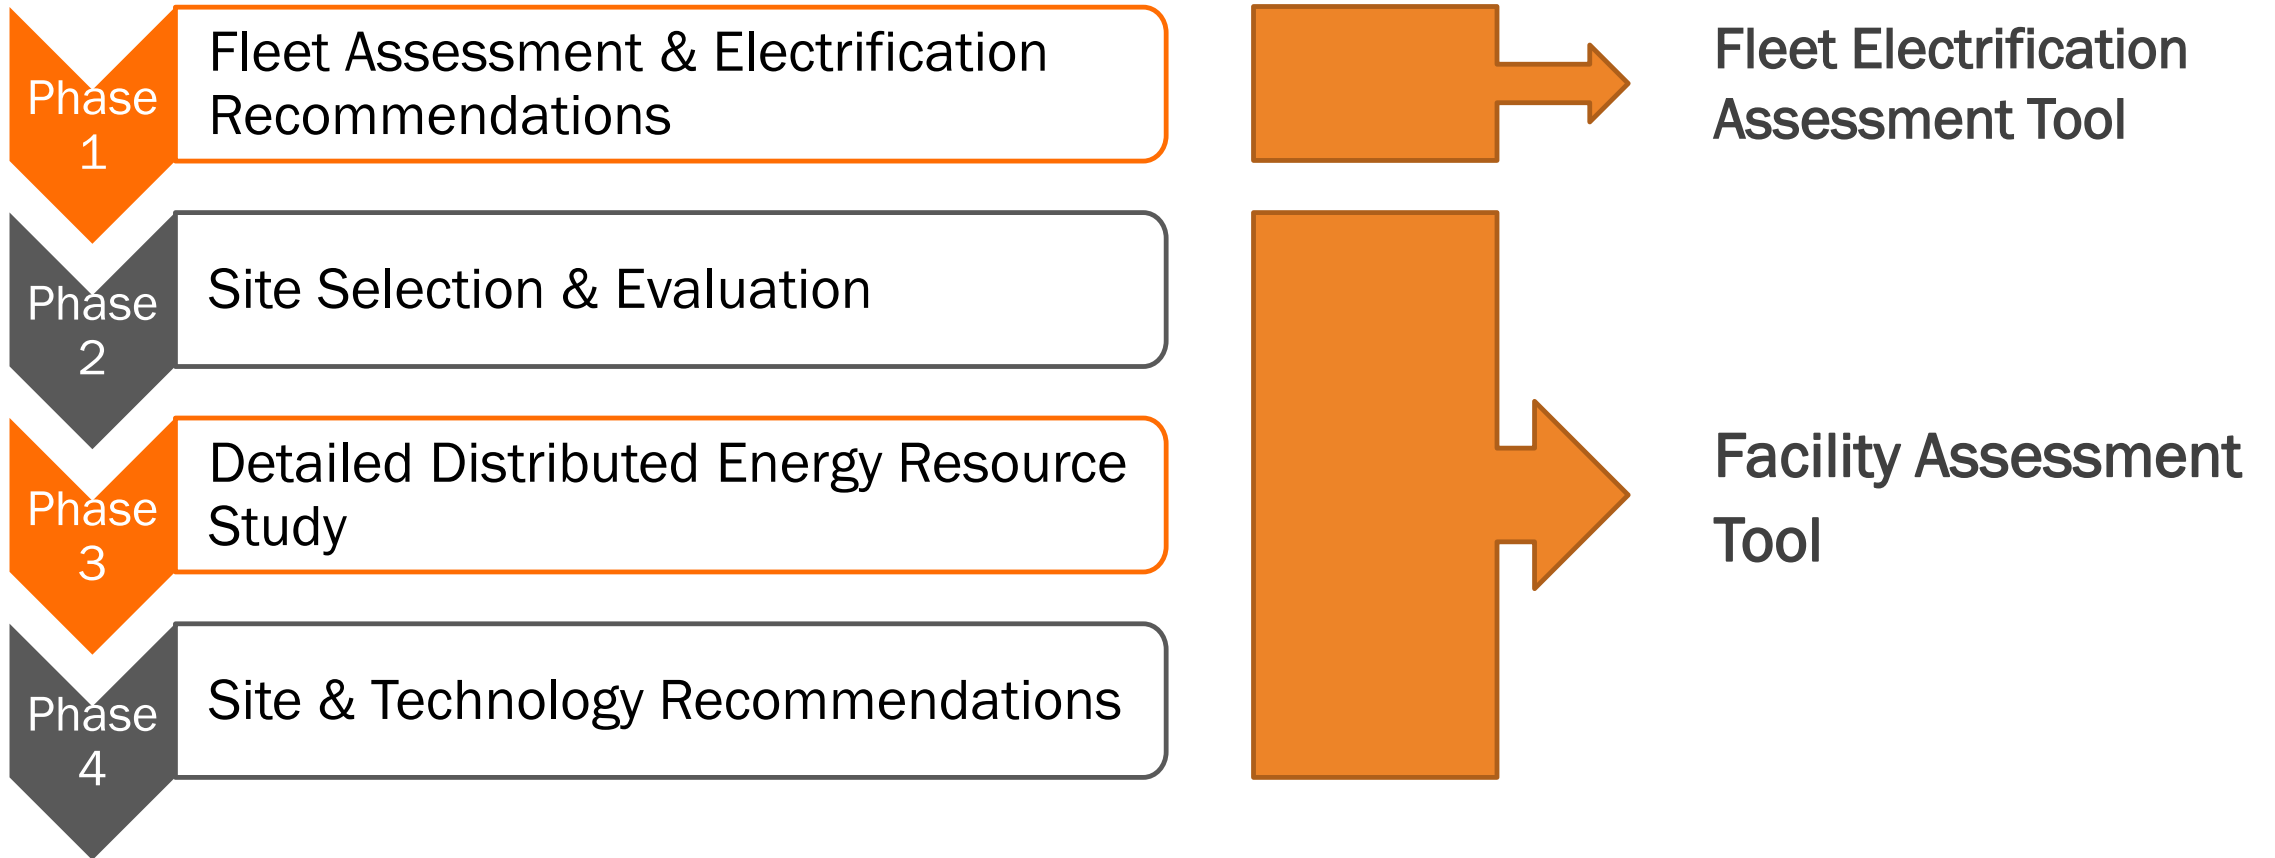 Phase
1
Fleet Assessment & Electrification
Recommendations
Fleet Electrification
Assessment Tool
Phase
2
Site Selection & Evaluation
Phase
3
Detailed Distributed Energy Resource
Study
Facility Assessment
Tool
Phase
4
Site & Technology Recommendations